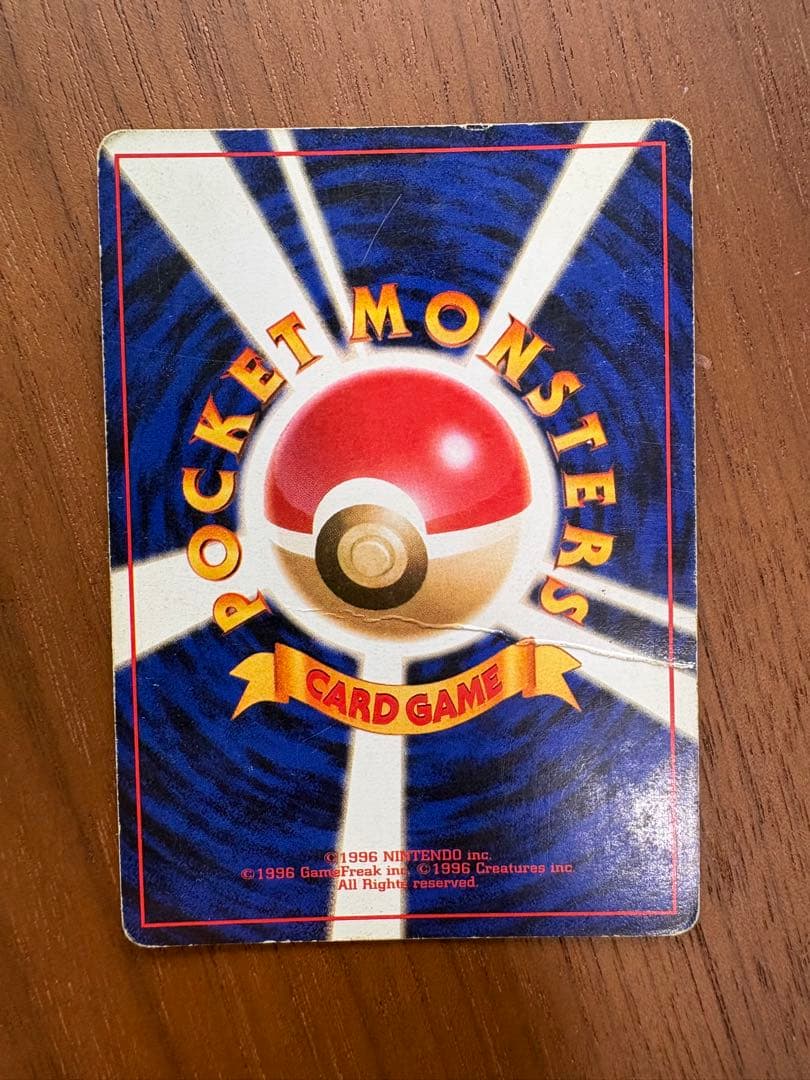 POCKET MONSTERS
CARD GAME
©1996 NINTENDO inc.
©1996 GameFreak inc. ©1996 Creatures inc.
All Rights reserved.